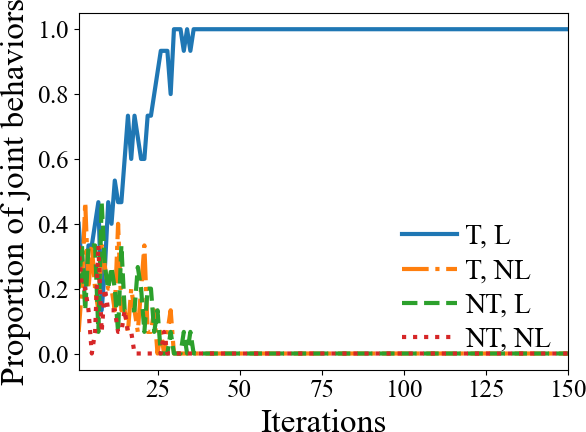 Proportion of joint behaviors
1.0
0.8
0.6
0.4
0.2
0.0
T, L
T, NL
NT, L
NT, NL
25 50 75 100 125 150
Iterations